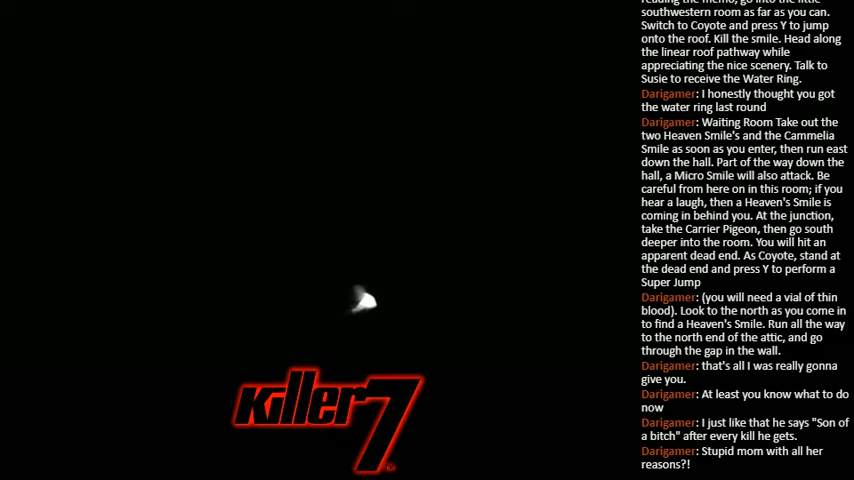 reading the memo, go into the little
southwestern room as far as you can.
Switch to Coyote and press Y to jump
onto the roof. Kill the smile. Head along
the linear roof pathway while
appreciating the nice scenery. Talk to
Susie to receive the Water Ring.
Darigamer: I honestly thought you got
the water ring last round
Darigamer: Waiting Room Take out the
two Heaven Smile's and the Cammelia
Smile as soon as you enter, then run east
down the hall. Part of the way down the
hall, a Micro Smile will also attack. Be
careful from here on in this room; if you
hear a laugh, then a Heaven's Smile is
coming in behind you. At the junction,
take the Carrier Pigeon, then go south
deeper into the room. You will hit an
apparent dead end. As Coyote, stand at
the dead end and press Y to perform a
Super Jump
Darigamer: (you will need a vial of thin
blood). Look to the north as you come in
to find a Heaven's Smile. Run all the way
to the north end of the attic, and go
through the gap in the wall.
Darigamer: that's all I was really gonna
give you.
Darigamer: At least you know what to do
now
Darigamer: I just like that he says "Son of
a bitch" after every kill he gets.
Darigamer: Stupid mom with all her
reasons?!
killer7